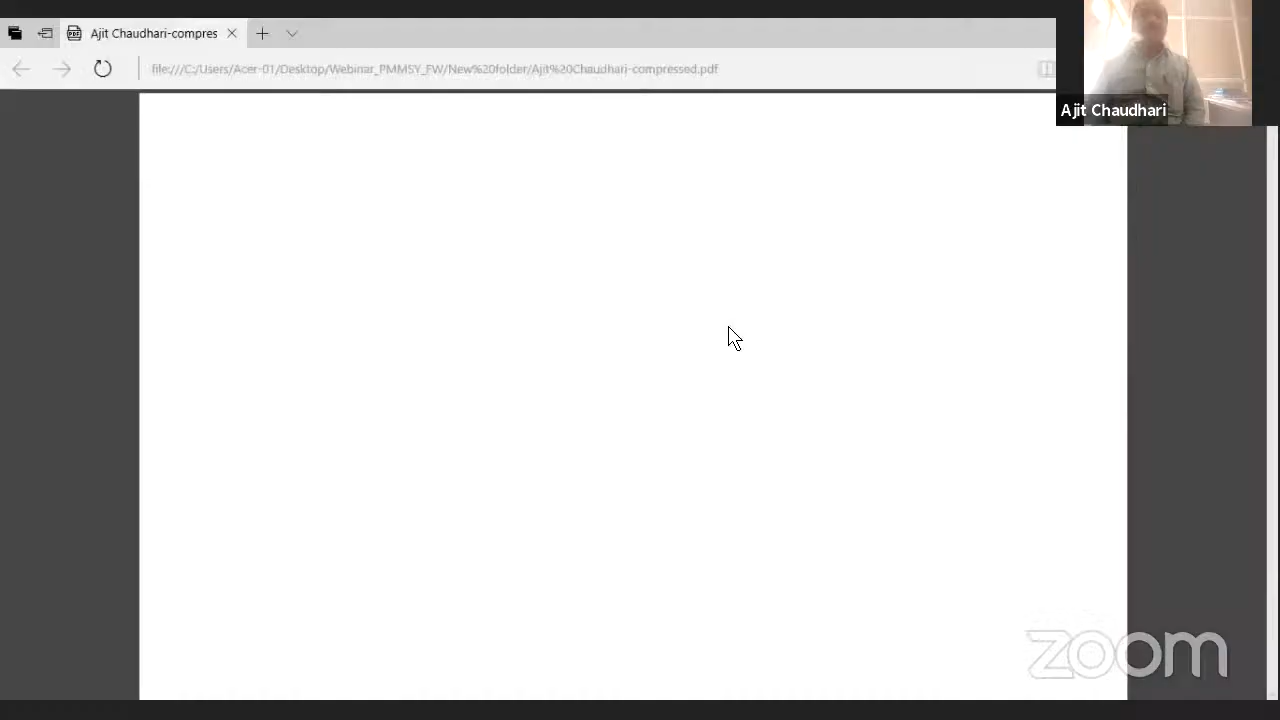 Ajit Chaudhari-compres
file:///C:/Users/Acer-01/Desktop/Webinar_PMMSY_FW/New%20folder/Ajit%20Chaudhari-compressed.pdf
Ajit Chaudhari
zoom